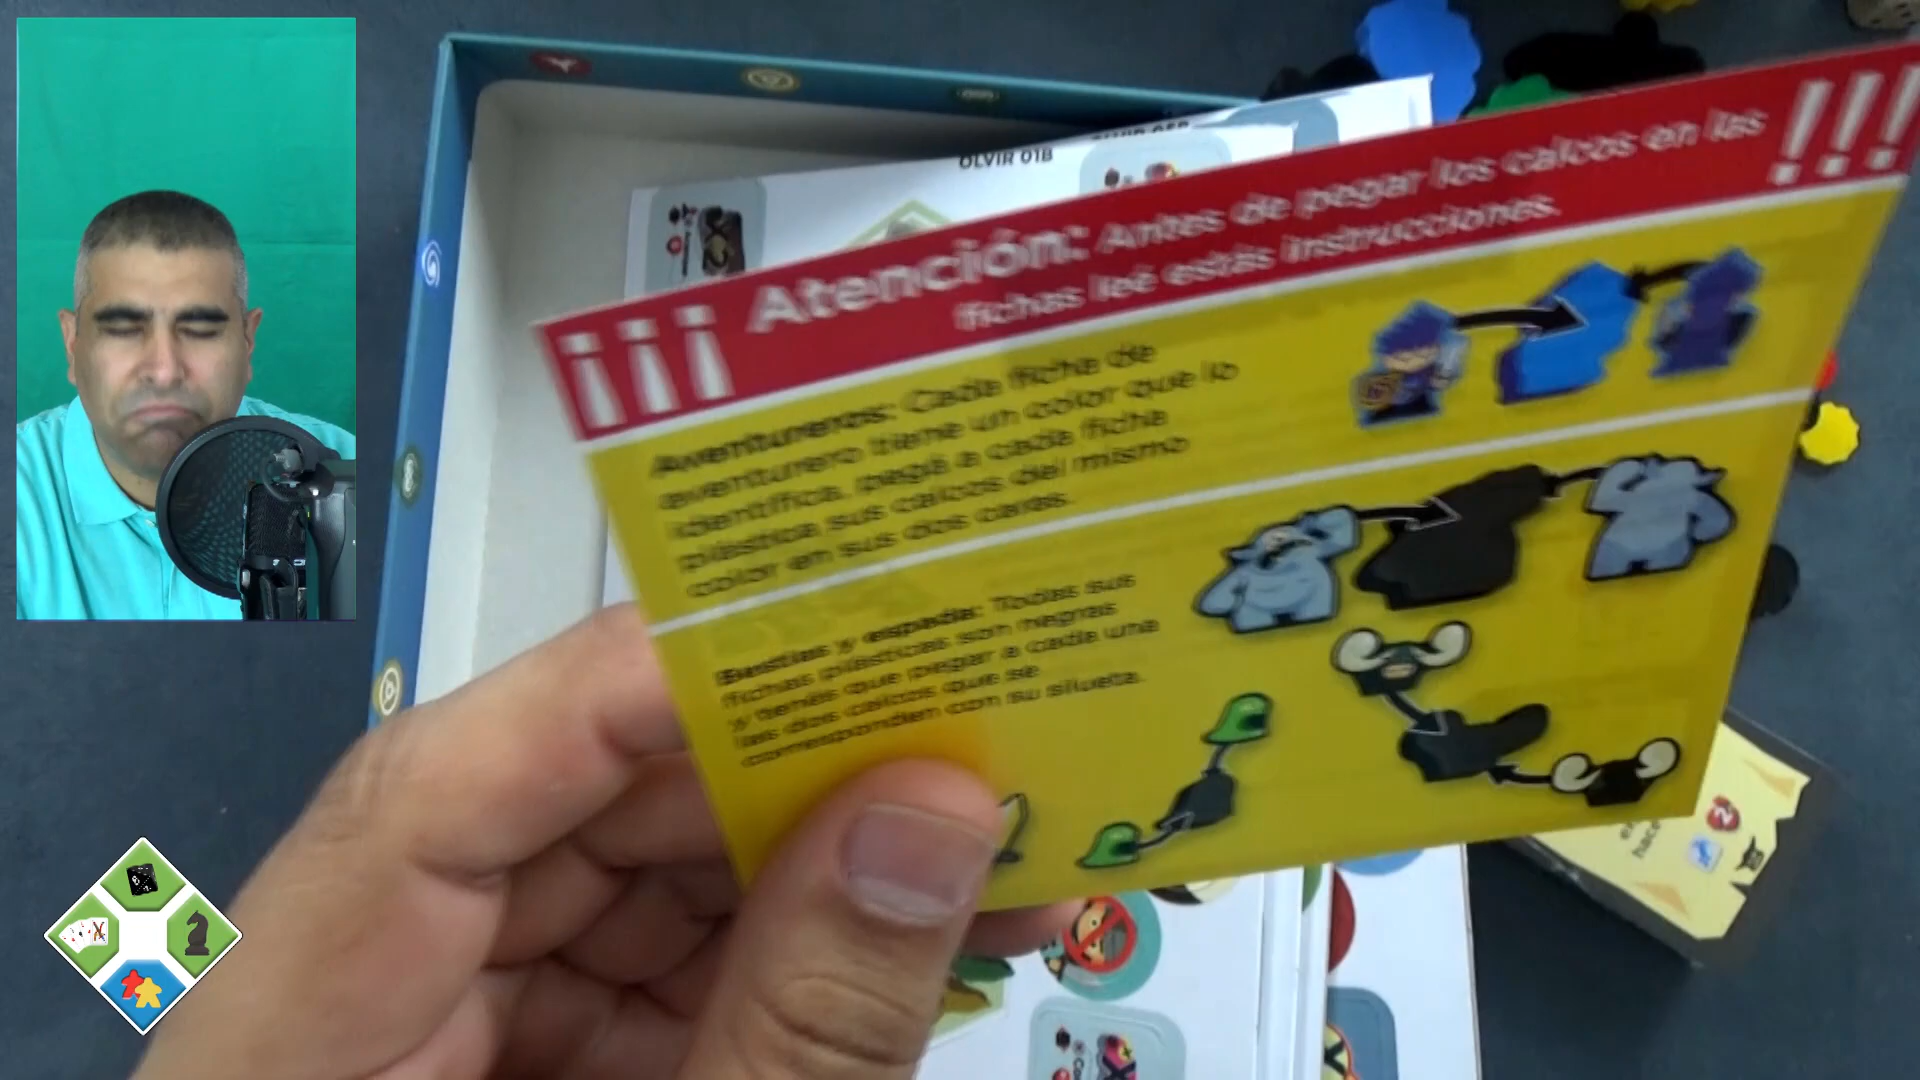 OLVIR 01B
¡¡¡ Atención: Antes de pegar los calcos en las !!!
fichas leé estás instrucciones.
Aventureros: Cada ficha de
aventurero tiene un color que lo
identifica, pegá a cada ficha
plástica sus calcos del mismo
color en sus dos caras.
Bestias y espada: Todas sus
fichas plásticas son negras
y tenés que pegar a cada una
las dos calcos que se
corresponden con su silueta.